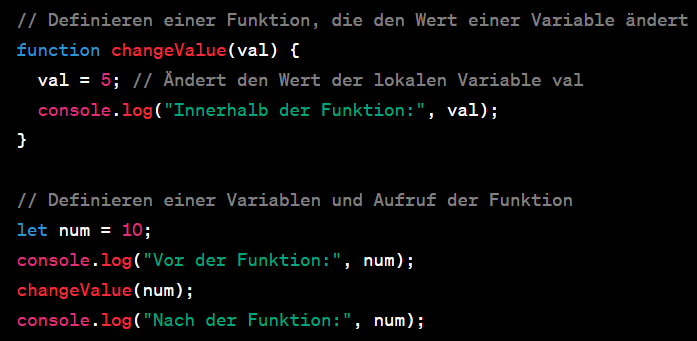 // Definieren einer Funktion, die den Wert einer Variable ändert
function changeValue(val) {
  val = 5; // Ändert den Wert der lokalen Variable val
  console.log("Innerhalb der Funktion:", val);
}

// Definieren einer Variablen und Aufruf der Funktion
let num = 10;
console.log("Vor der Funktion:", num);
changeValue(num);
console.log("Nach der Funktion:", num);